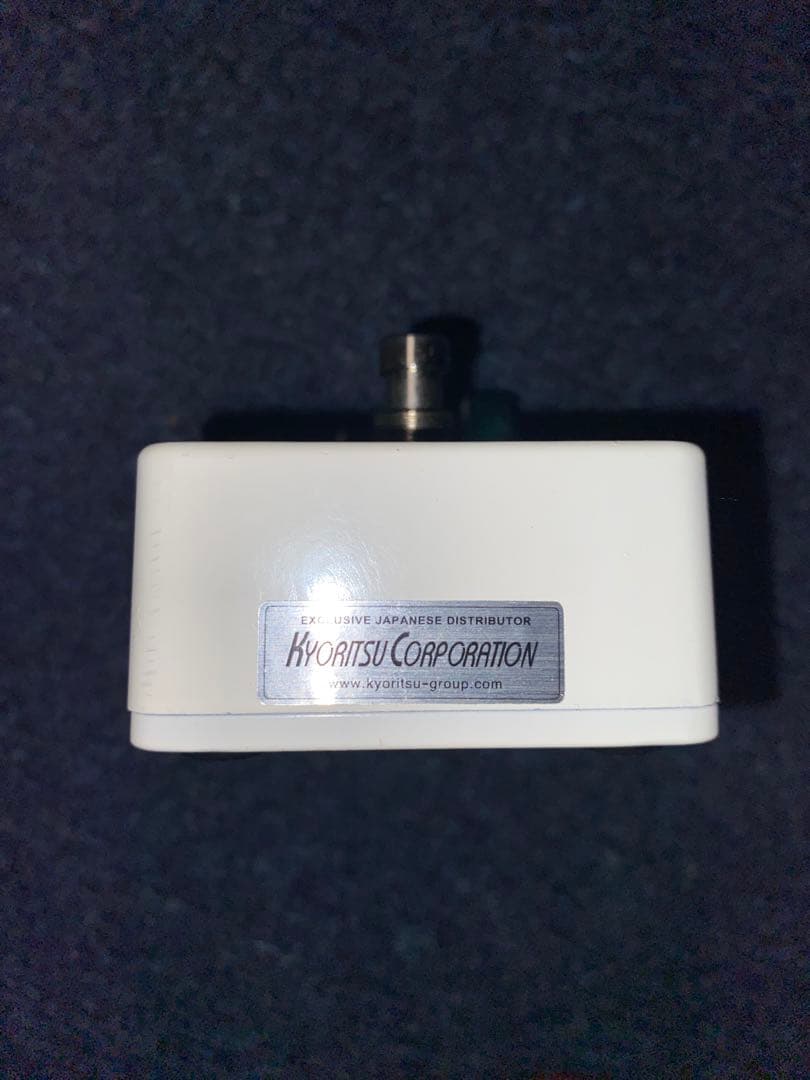 EXCLUSIVE JAPANESE DISTRIBUTOR
KYORITSU CORPORATION
www.kyoritsu-group.com